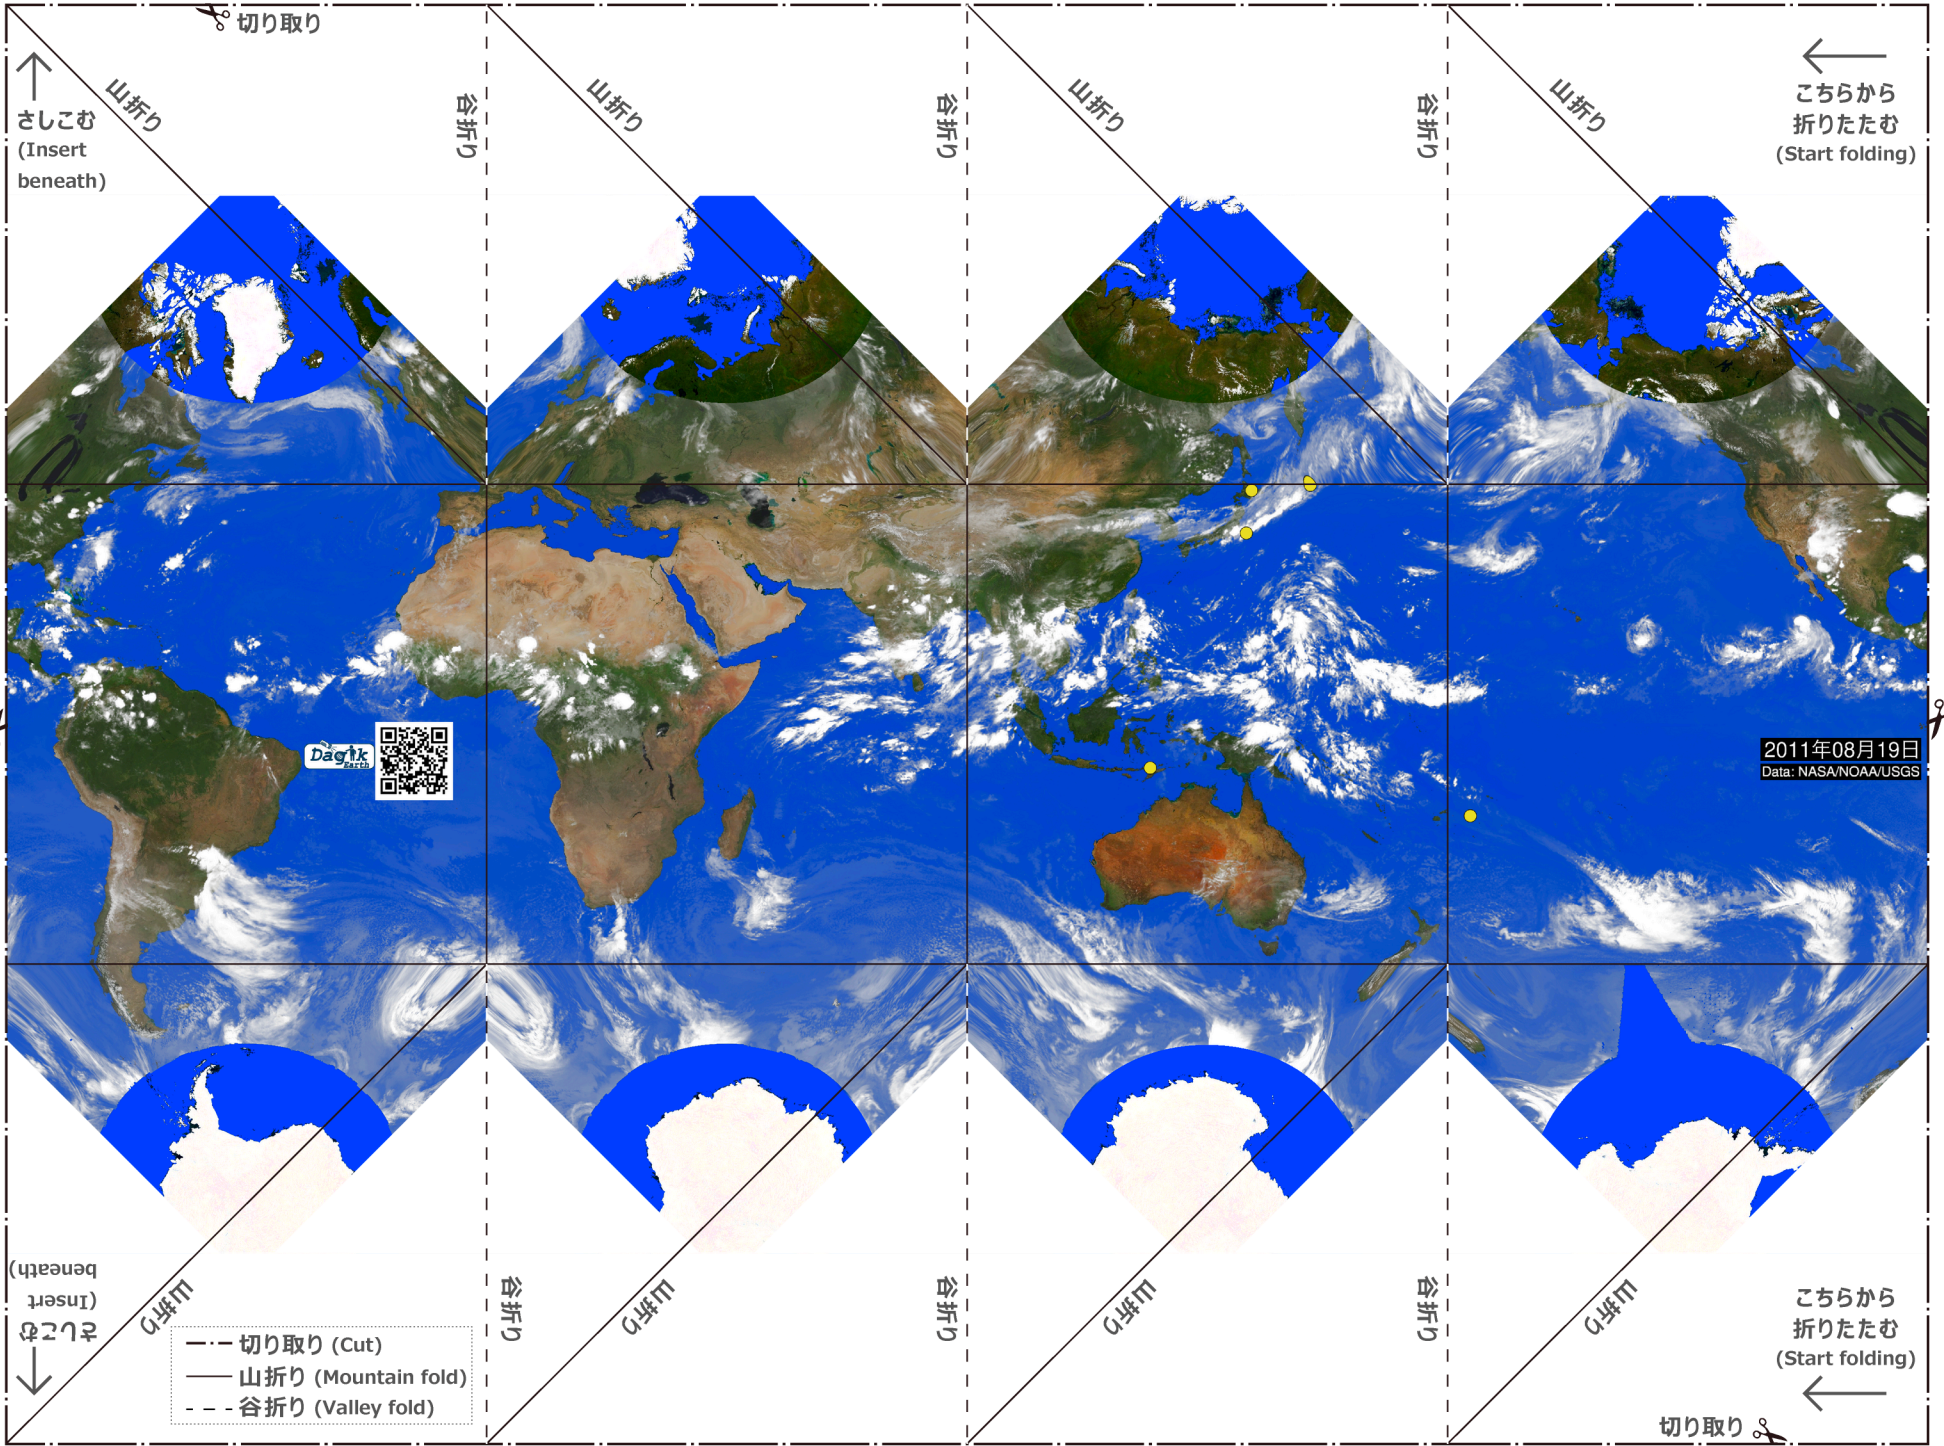 切り取り
山折り
谷折り
山折り
谷折り
山折り
谷折り
山折り
さしこむ
(Insert
beneath)
こちらから
折りたたむ
(Start folding)
Dagik
Earth
2011年08月19日
Data: NASA/NOAA/USGS
さしこむ
(Insert
beneath)
山折り
谷折り
山折り
谷折り
山折り
谷折り
山折り
切り取り (Cut)
山折り (Mountain fold)
谷折り (Valley fold)
こちらから
折りたたむ
(Start folding)
切り取り